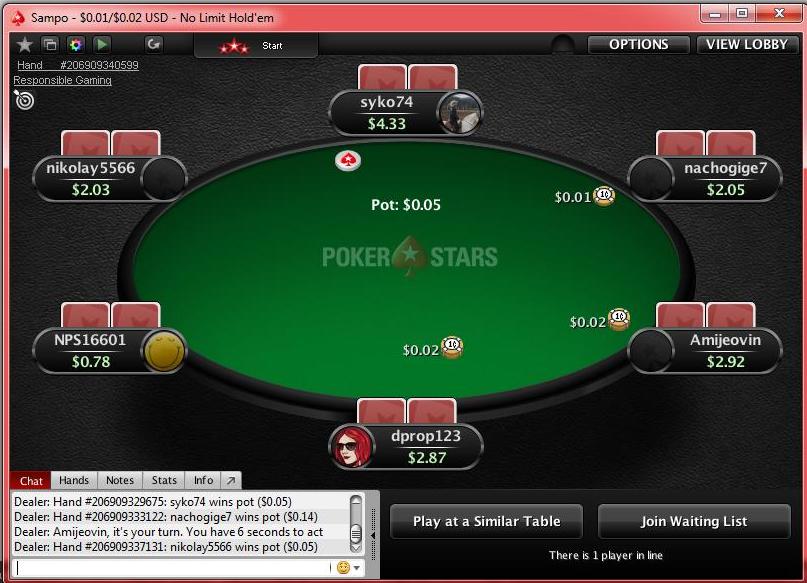 Sampo - $0.01/$0.02 USD - No Limit Hold'em
Start
OPTIONS
VIEW LOBBY
Hand #206909340599
Responsible Gaming
syko74
$4.33
nikolay5566
$2.03
nachogige7
$2.05
Pot: $0.05
$0.01
POKER STARS
$0.02
NPS16601
$0.78
Amijeovin
$2.92
$0.02
dprop123
$2.87
Chat
Hands
Notes
Stats
Info
Dealer: Hand #206909329675: syko74 wins pot ($0.05)
Dealer: Hand #206909333122: nachogige7 wins pot ($0.14)
Dealer: Amijeovin, it's your turn. You have 6 seconds to act
Dealer: Hand #206909337131: nikolay5566 wins pot ($0.05)
Play at a Similar Table
Join Waiting List
There is 1 player in line